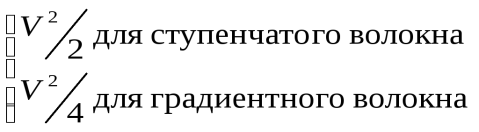 V²/2 для ступенчатого волокна
V²/4 для градиентного волокна